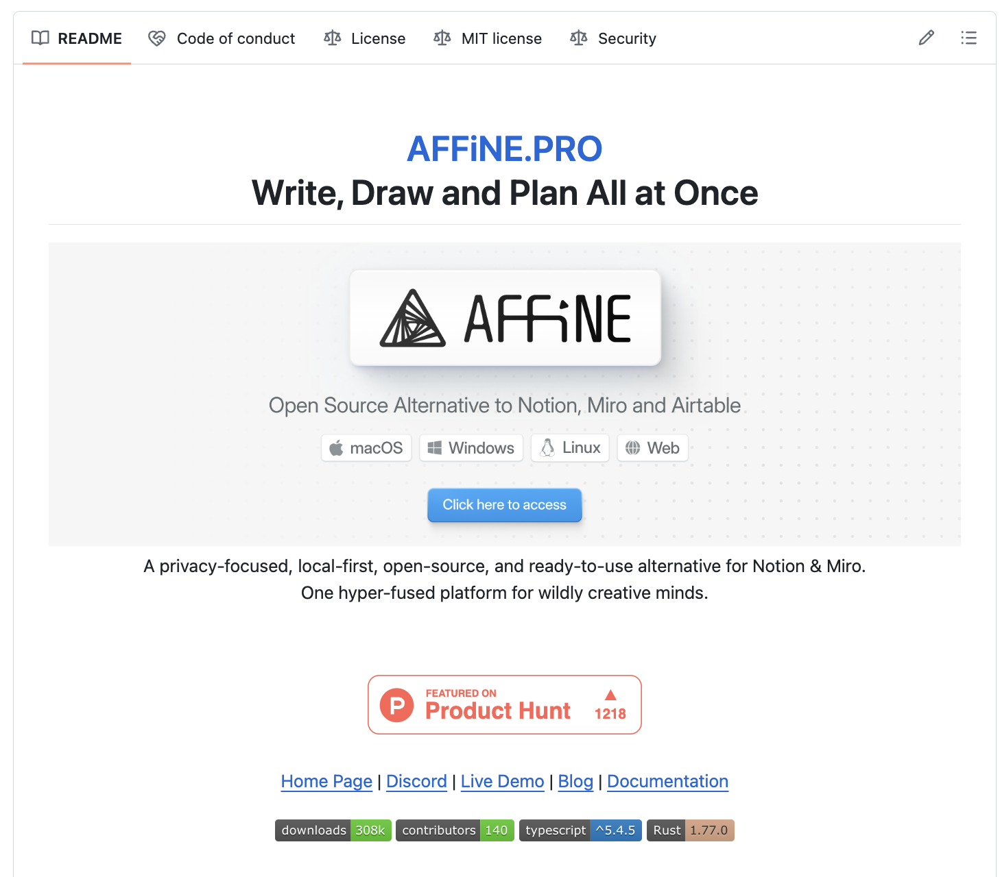 README Code of conduct License MIT license Security
AFFiNE.PRO
Write, Draw and Plan All at Once
AFFiNE
Open Source Alternative to Notion, Miro and Airtable
macOS Windows Linux Web
Click here to access
A privacy-focused, local-first, open-source, and ready-to-use alternative for Notion & Miro.
One hyper-fused platform for wildly creative minds.
P
FEATURED ON
Product Hunt
1218
Home Page | Discord | Live Demo | Blog | Documentation
downloads 308k contributors 140 typescript ^5.4.5 Rust 1.77.0